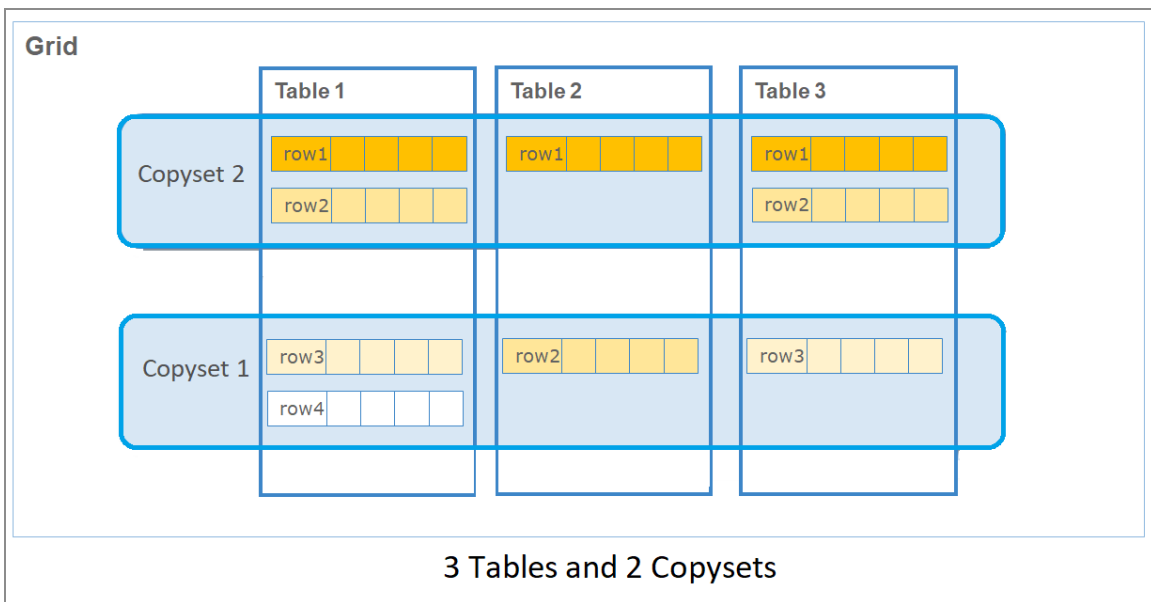 Grid
Table 1 Table 2 Table 3
row1 row1 row1
Copyset 2
row2 row2
row3 row2 row3
Copyset 1
row4
3 Tables and 2 Copysets